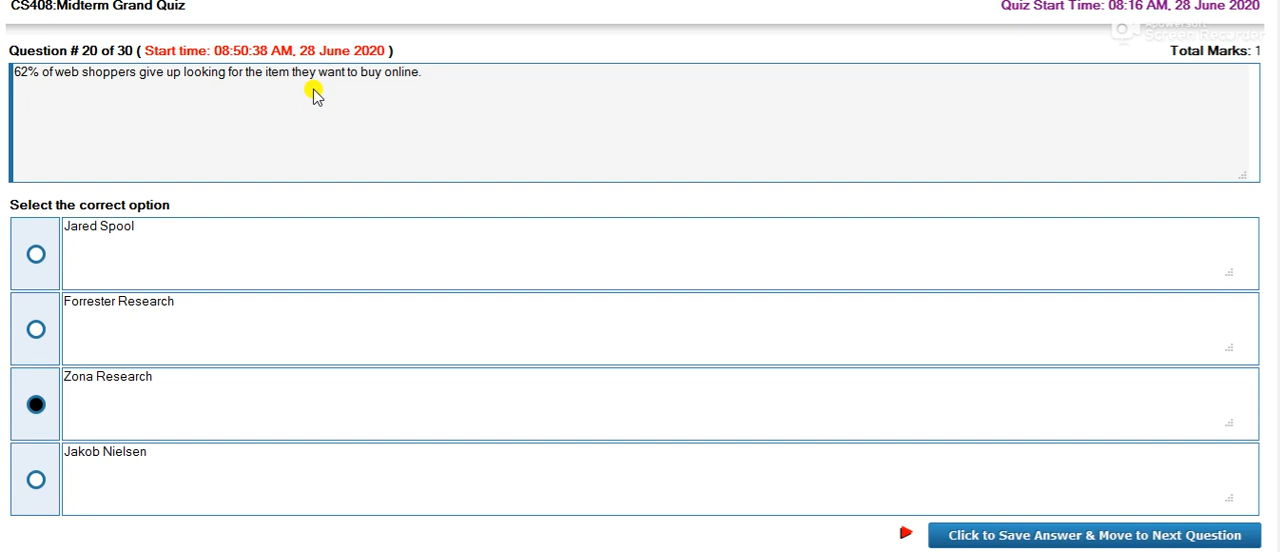 CS408:Midterm Grand Quiz
Quiz Start Time: 08:16 AM, 28 June 2020
Apowersoft
Screen Recorder
Question # 20 of 30 ( Start time: 08:50:38 AM, 28 June 2020 )
Total Marks: 1
62% of web shoppers give up looking for the item they want to buy online.
Select the correct option
Jared Spool
Forrester Research
Zona Research
Jakob Nielsen
Click to Save Answer & Move to Next Question